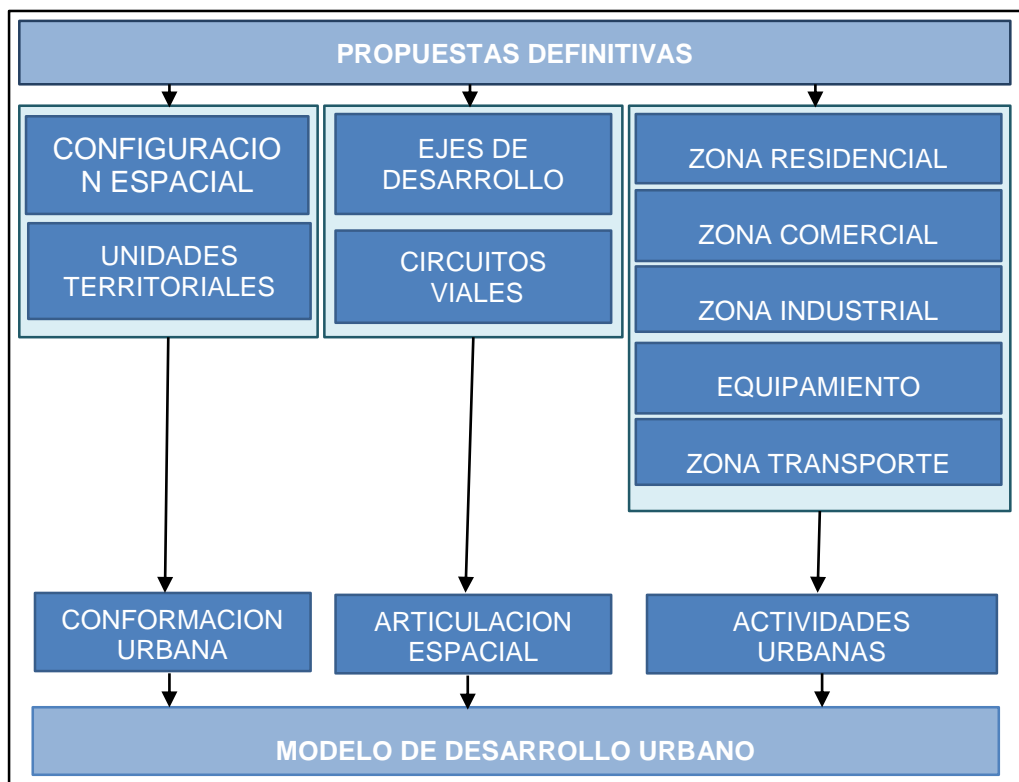 PROPUESTAS DEFINITIVAS
CONFIGURACIO
N ESPACIAL
UNIDADES
TERRITORIALES
EJES DE
DESARROLLO
CIRCUITOS
VIALES
ZONA RESIDENCIAL
ZONA COMERCIAL
ZONA INDUSTRIAL
EQUIPAMIENTO
ZONA TRANSPORTE
CONFORMACION
URBANA
ARTICULACION
ESPACIAL
ACTIVIDADES
URBANAS
MODELO DE DESARROLLO URBANO